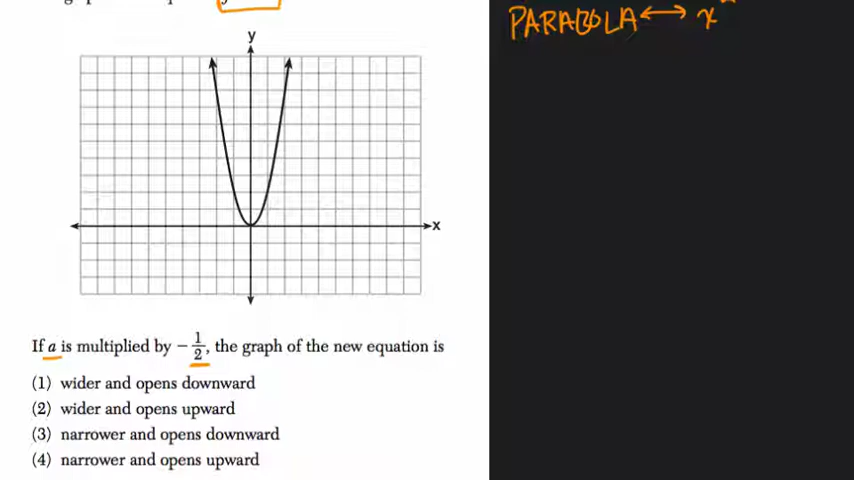 PARABOLA ↔ x
y
x
If a is multiplied by −1/2, the graph of the new equation is
(1) wider and opens downward
(2) wider and opens upward
(3) narrower and opens downward
(4) narrower and opens upward